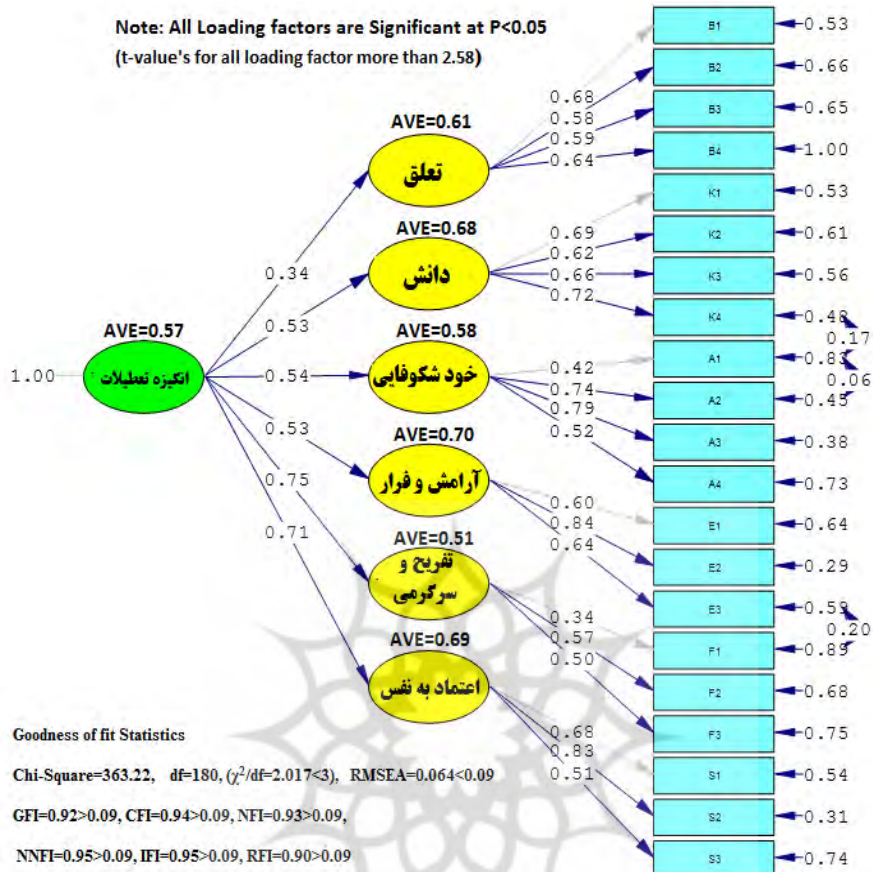 Note: All Loading factors are Significant at P<0.05
(t-value's for all loading factor more than 2.58)
1.00
AVE=0.57
انگیزه تعطیلات
0.34
0.53
0.54
0.53
0.75
0.71
AVE=0.61
تعلق
AVE=0.68
دانش
AVE=0.58
خود شکوفایی
AVE=0.70
آرامش و فرار
AVE=0.51
تفریح و
سرگرمی
AVE=0.69
اعتماد به نفس
0.68
0.58
0.59
0.64
0.69
0.62
0.66
0.72
0.42
0.74
0.79
0.52
0.60
0.84
0.64
0.34
0.57
0.50
0.68
0.83
0.51
B1 0.53
B2 0.66
B3 0.65
B4 1.00
K1 0.53
K2 0.61
K3 0.56
K4 0.48
0.17
A1 0.83
0.06
A2 0.45
A3 0.38
A4 0.73
E1 0.64
E2 0.29
E3 0.59
0.20
F1 0.89
F2 0.68
F3 0.75
S1 0.54
S2 0.31
S3 0.74
Goodness of fit Statistics
Chi-Square=363.22, df=180, (χ²/df=2.017<3), RMSEA=0.064<0.09
GFI=0.92>0.09, CFI=0.94>0.09, NFI=0.93>0.09,
NNFI=0.95>0.09, IFI=0.95>0.09, RFI=0.90>0.09